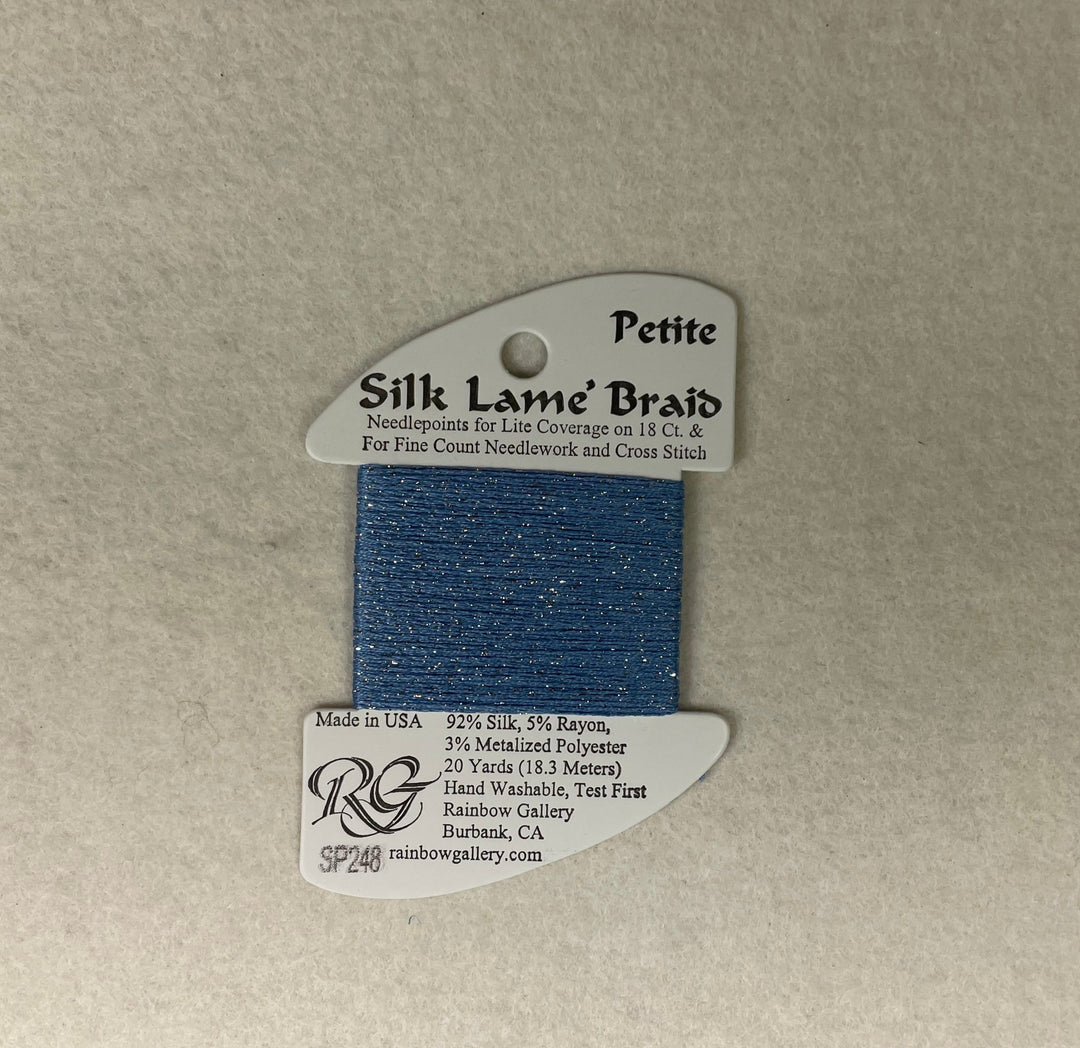 Petite
Silk Lame' Braid
Needlepoints for Lite Coverage on 18 Ct. &
For Fine Count Needlework and Cross Stitch
Made in USA
92% Silk, 5% Rayon,
3% Metalized Polyester
20 Yards (18.3 Meters)
Hand Washable, Test First
Rainbow Gallery
Burbank, CA
RG
SP248
rainbowgallery.com